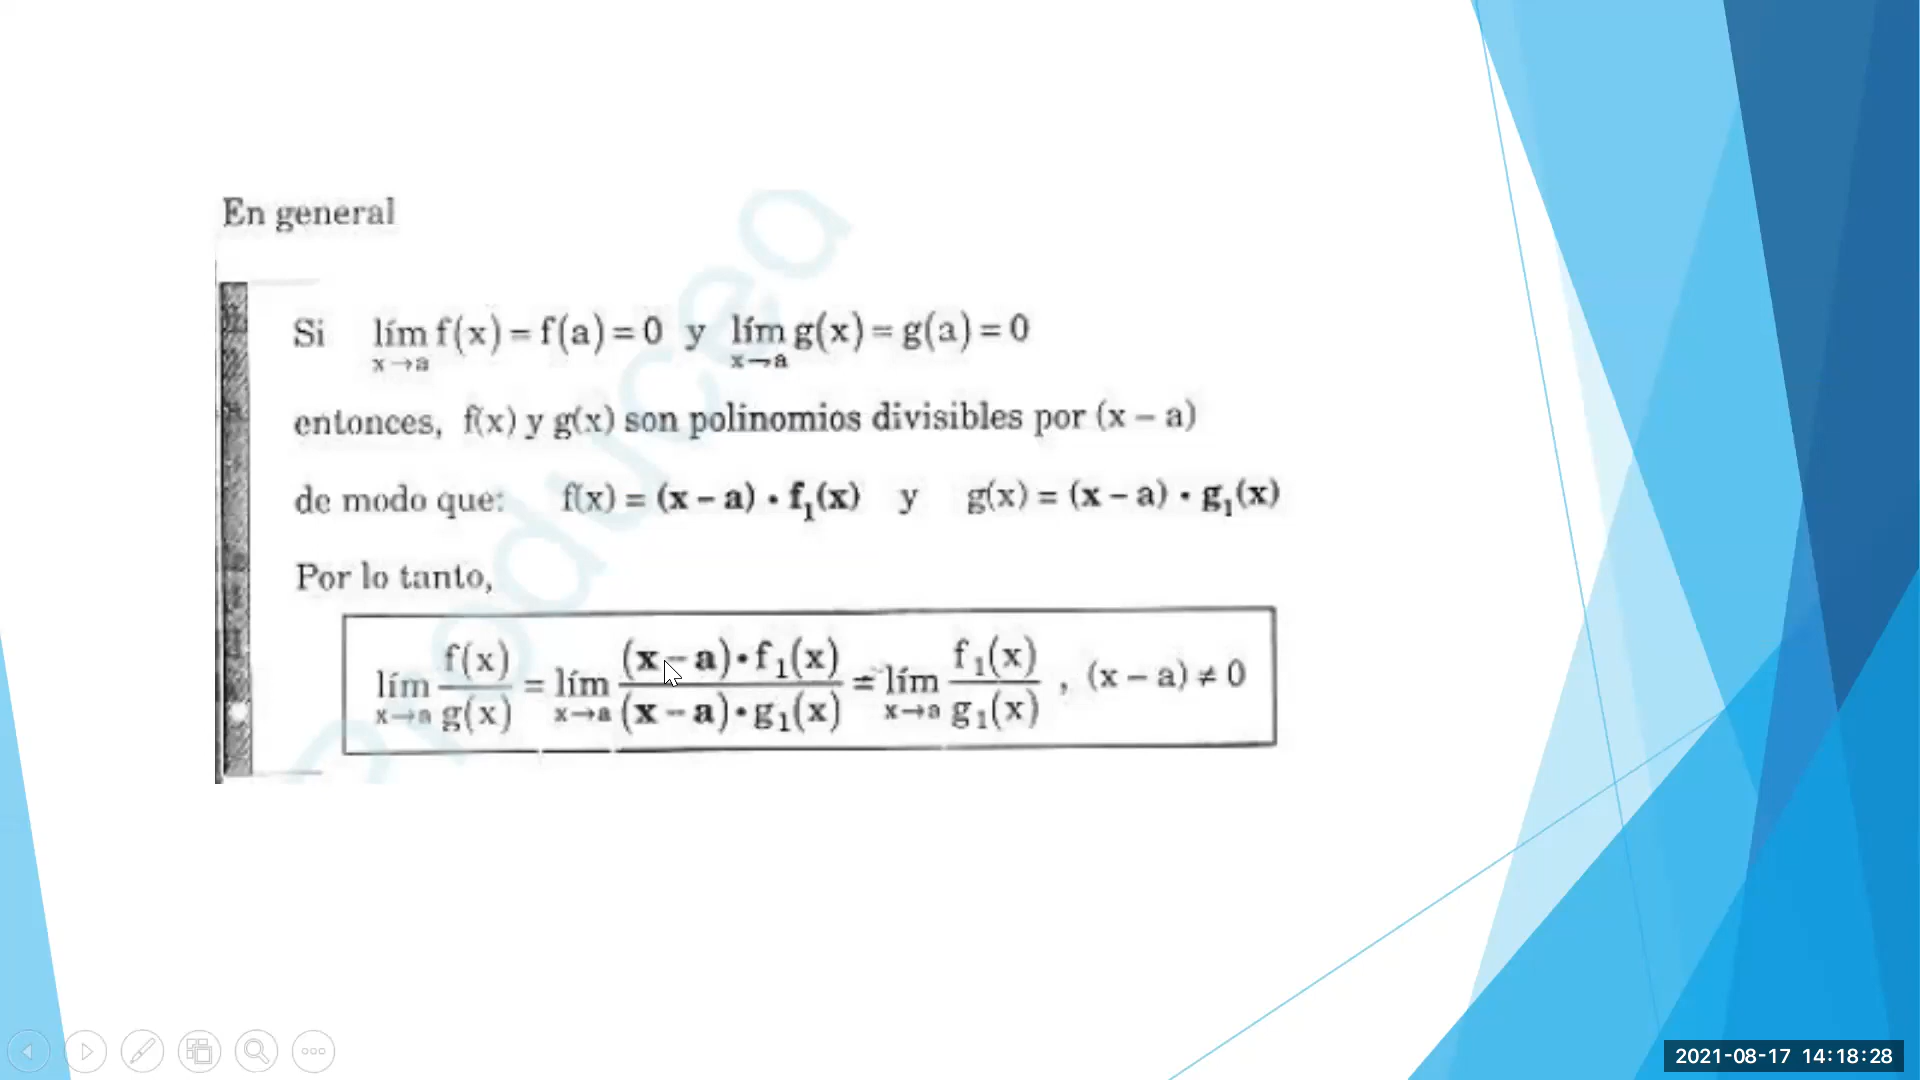 En general
Si lím f(x) = f(a) = 0 y lím g(x) = g(a) = 0
x→a x→a
entonces, f(x) y g(x) son polinomios divisibles por (x – a)
de modo que: f(x) = (x – a) • f₁(x) y g(x) = (x – a) • g₁(x)
Por lo tanto,
lím f(x)/g(x) = lím (x – a)•f₁(x)/(x – a)•g₁(x) = lím f₁(x)/g₁(x) , (x – a) ≠ 0
x→a x→a x→a
2021-08-17 14:18:28